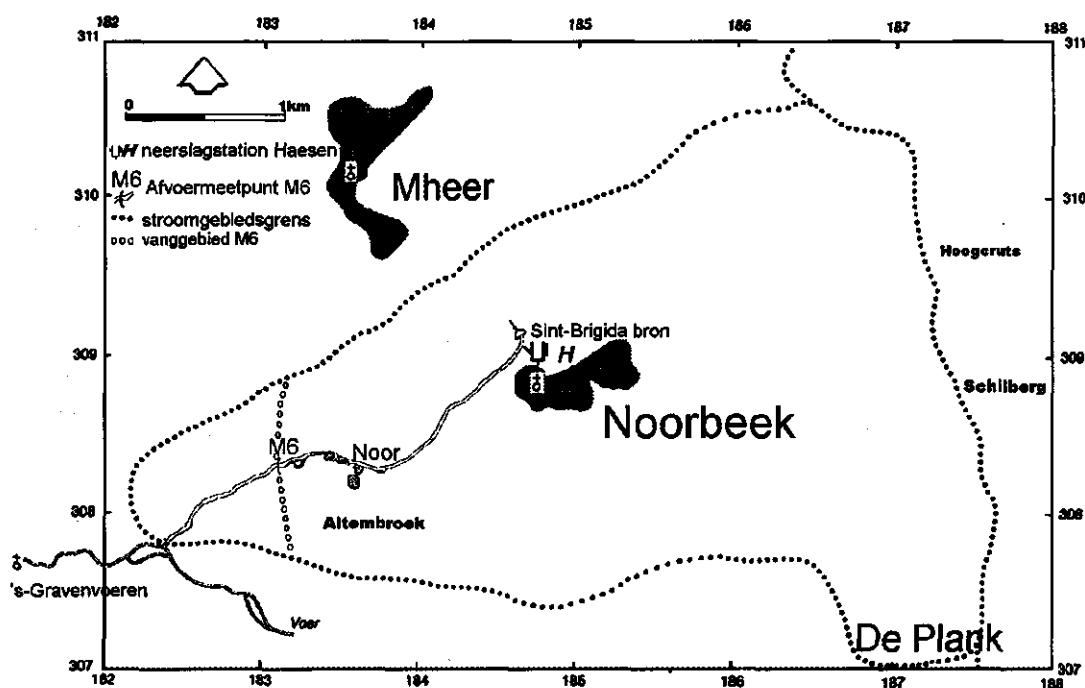 182 183 184 185 186 187 188
311 311
0 1km
H neerslagstation Haesen
M6 Afvoermeetpunt M6
stroomgebiedsgrens
vanggebied M6
Mheer
310 310
Hoogcruts
Sint-Brigida bron
H
309 309
Schilberg
Noorbeek
M6 Noor
308 308
Altembroek
's-Gravenvoeren
Voer
De Plank
307 307
182 183 184 185 186 187 188